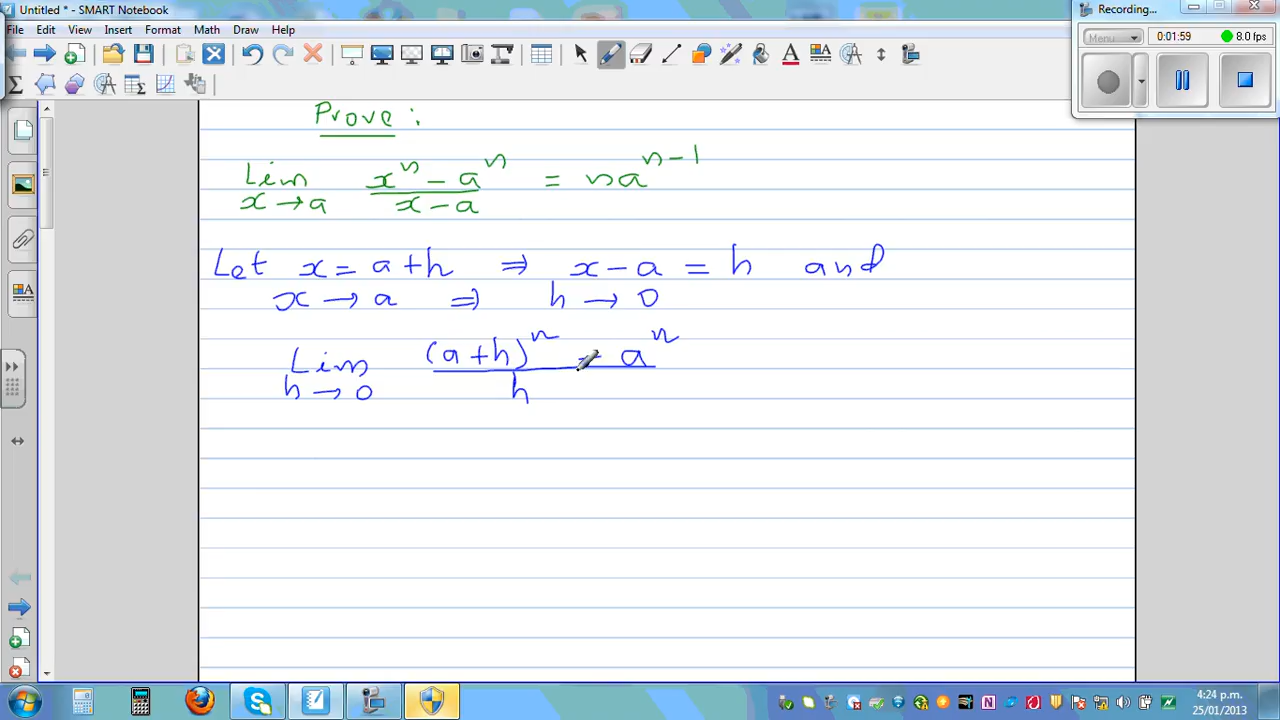 Untitled * - SMART Notebook
Recording...
File Edit View Insert Format Math Draw Help
Menu
0:01:59
8.0 fps
Prove :
Lim x→a (x^n - a^n)/(x - a) = na^(n-1)
Let x = a+h ⇒ x - a = h and
x → a ⇒ h → 0
Lim h→0 ((a+h)^n - a^n)/h
4:24 p.m.
25/01/2013